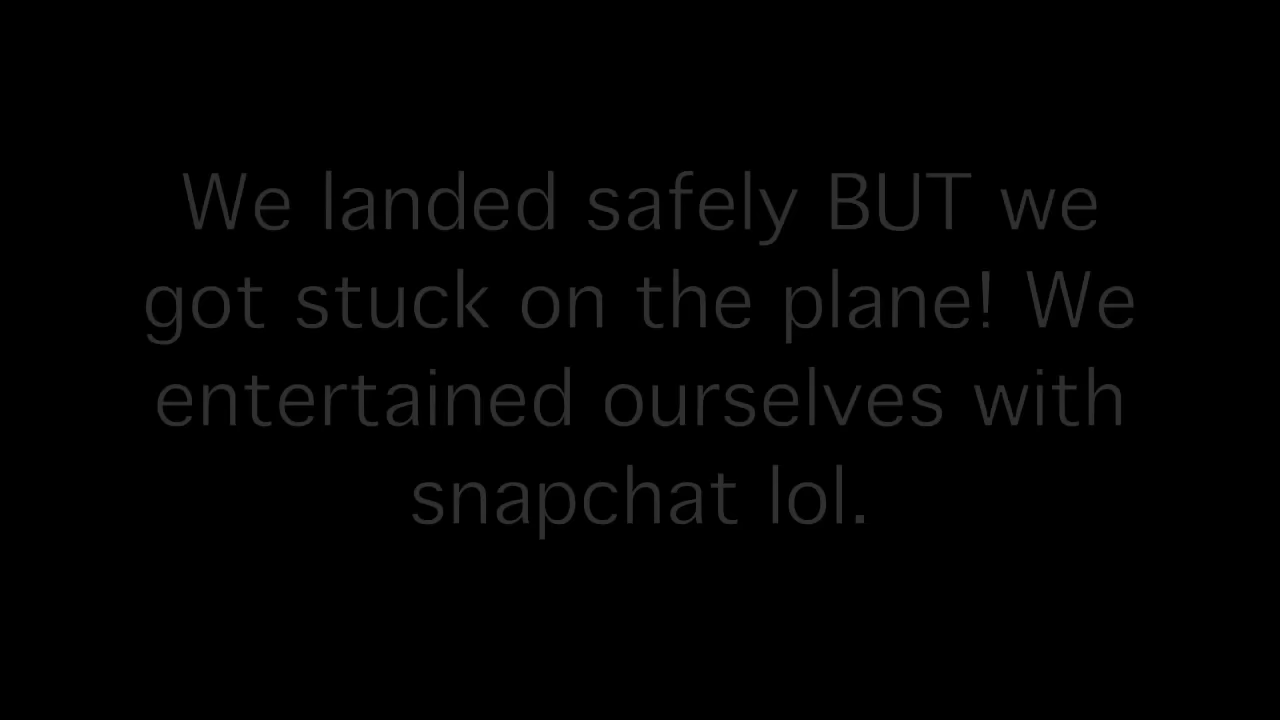 We landed safely BUT we
got stuck on the plane! We
entertained ourselves with
snapchat lol.